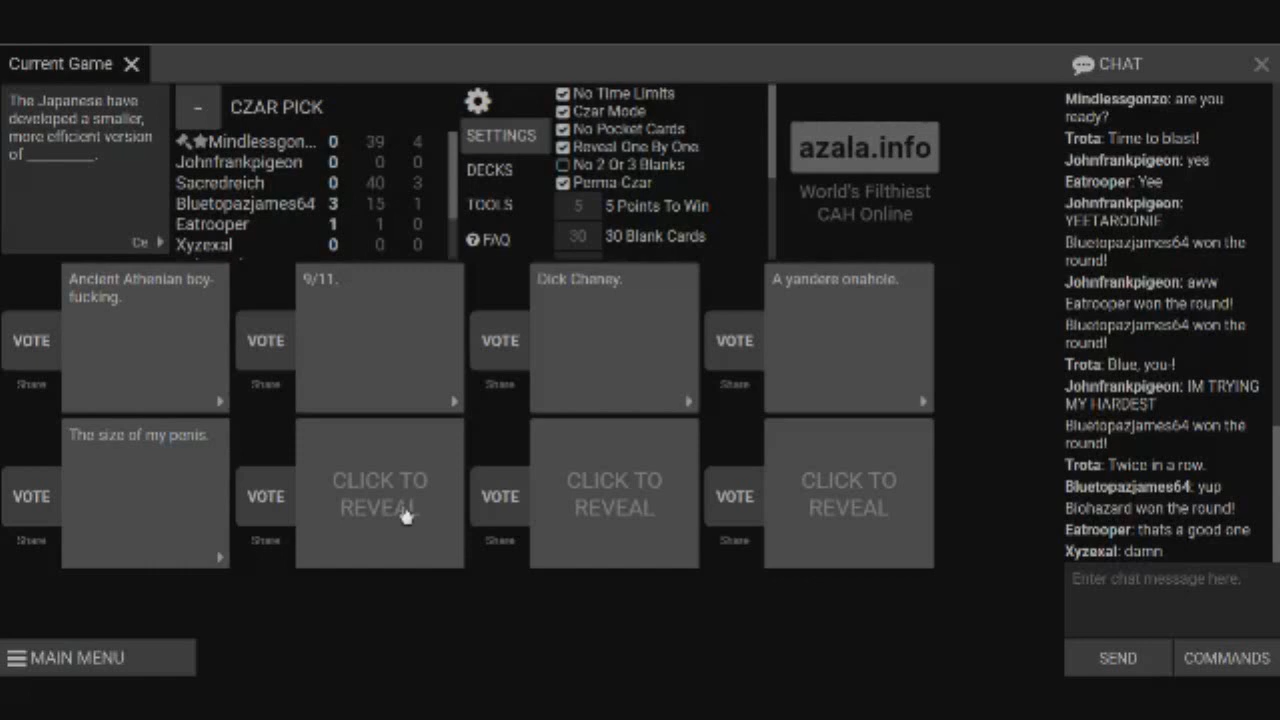 Current Game
CHAT
The Japanese have
developed a smaller,
more efficient version
of ________.
Ce
-
CZAR PICK
Mindlessgon... 0 39 4
Johnfrankpigeon 0 0 0
Sacredreich 0 40 3
Bluetopazjames64 3 15 1
Eatrooper 1 1 0
Xyzexal 0 0 0
SETTINGS
DECKS
TOOLS
FAQ
No Time Limits
Czar Mode
No Pocket Cards
Reveal One By One
No 2 Or 3 Blanks
Perma Czar
5 5 Points To Win
30 30 Blank Cards
azala.info
World's Filthiest
CAH Online
VOTE
Share
Ancient Athenian boy-
fucking.
VOTE
Share
9/11.
VOTE
Share
Dick Cheney.
VOTE
Share
A yandere onahole.
VOTE
Share
The size of my penis.
VOTE
Share
CLICK TO
REVEAL
VOTE
Share
CLICK TO
REVEAL
VOTE
Share
CLICK TO
REVEAL
MAIN MENU
Mindlessgonzo: are you
ready?
Trota: Time to blast!
Johnfrankpigeon: yes
Eatrooper: Yee
Johnfrankpigeon:
YEETAROONIE
Bluetopazjames64 won the
round!
Johnfrankpigeon: aww
Eatrooper won the round!
Bluetopazjames64 won the
round!
Trota: Blue, you-!
Johnfrankpigeon: IM TRYING
MY HARDEST
Bluetopazjames64 won the
round!
Trota: Twice in a row.
Bluetopazjames64: yup
Biohazard won the round!
Eatrooper: thats a good one
Xyzexal: damn
Enter chat message here.
SEND
COMMANDS